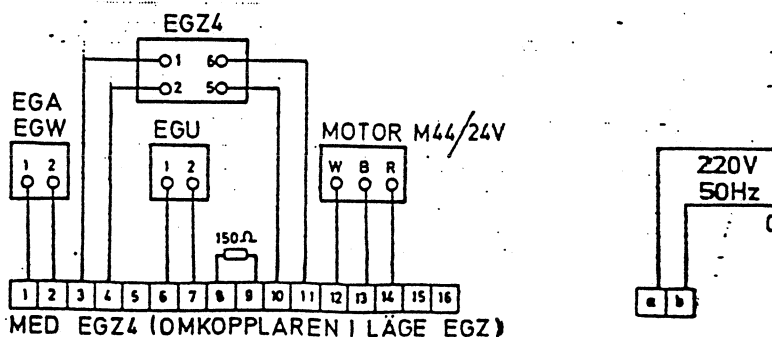 EGZ4
1 6
2 5
EGA
EGW
EGU
MOTOR M44/24V
1 2
1 2
W B R
220V
50Hz
150Ω
1 2 3 4 5 6 7 8 9 10 11 12 13 14 15 16
a b
MED EGZ4 (OMKOPPLAREN I LÄGE EGZ)